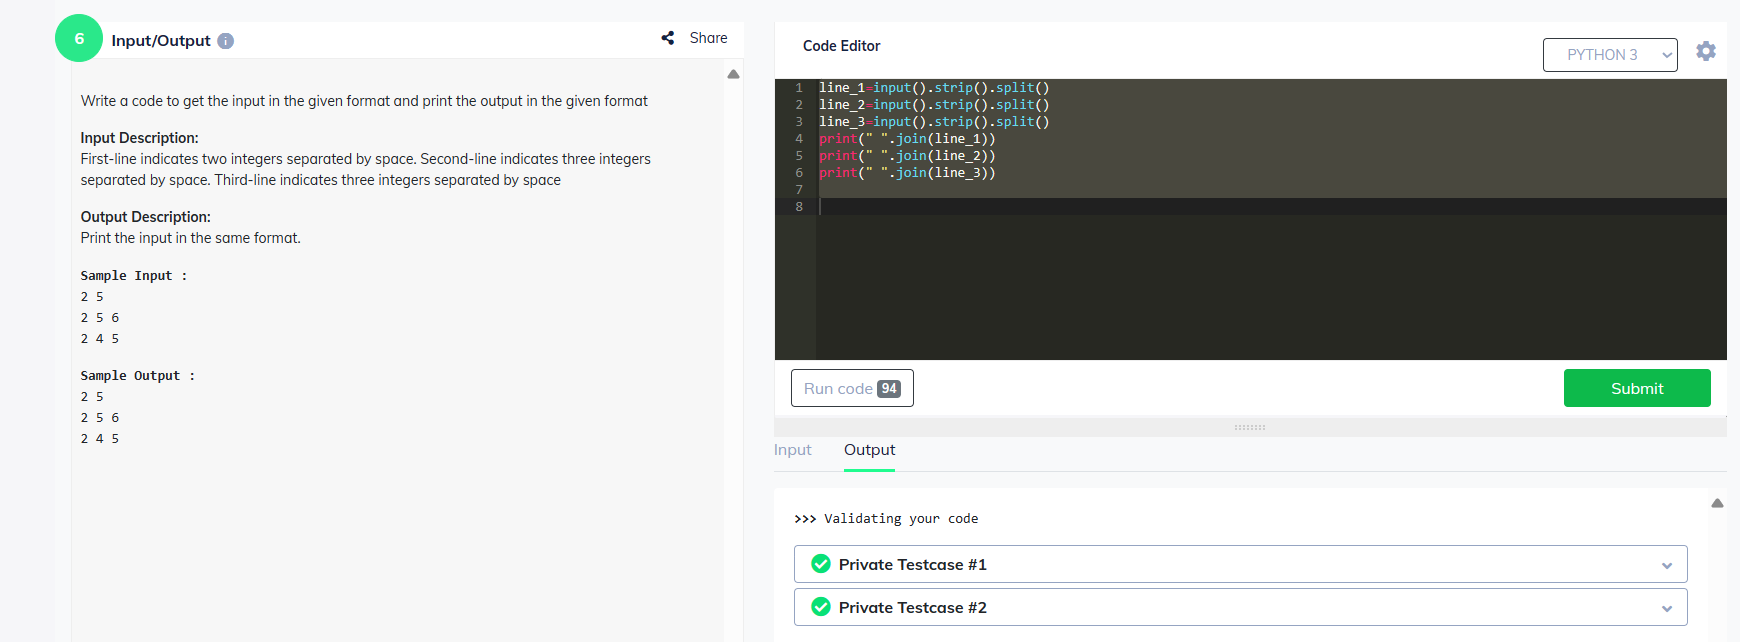 6
Input/Output i
Share
Write a code to get the input in the given format and print the output in the given format
Input Description:
First-line indicates two integers separated by space. Second-line indicates three integers
separated by space. Third-line indicates three integers separated by space
Output Description:
Print the input in the same format.
Sample Input :
2 5
2 5 6
2 4 5
Sample Output :
2 5
2 5 6
2 4 5
Code Editor
PYTHON 3
1 line_1=input().strip().split()
2 line_2=input().strip().split()
3 line_3=input().strip().split()
4 print(" ".join(line_1))
5 print(" ".join(line_2))
6 print(" ".join(line_3))
7
8
Run code 94
Submit
Input Output
>>> Validating your code
Private Testcase #1
Private Testcase #2